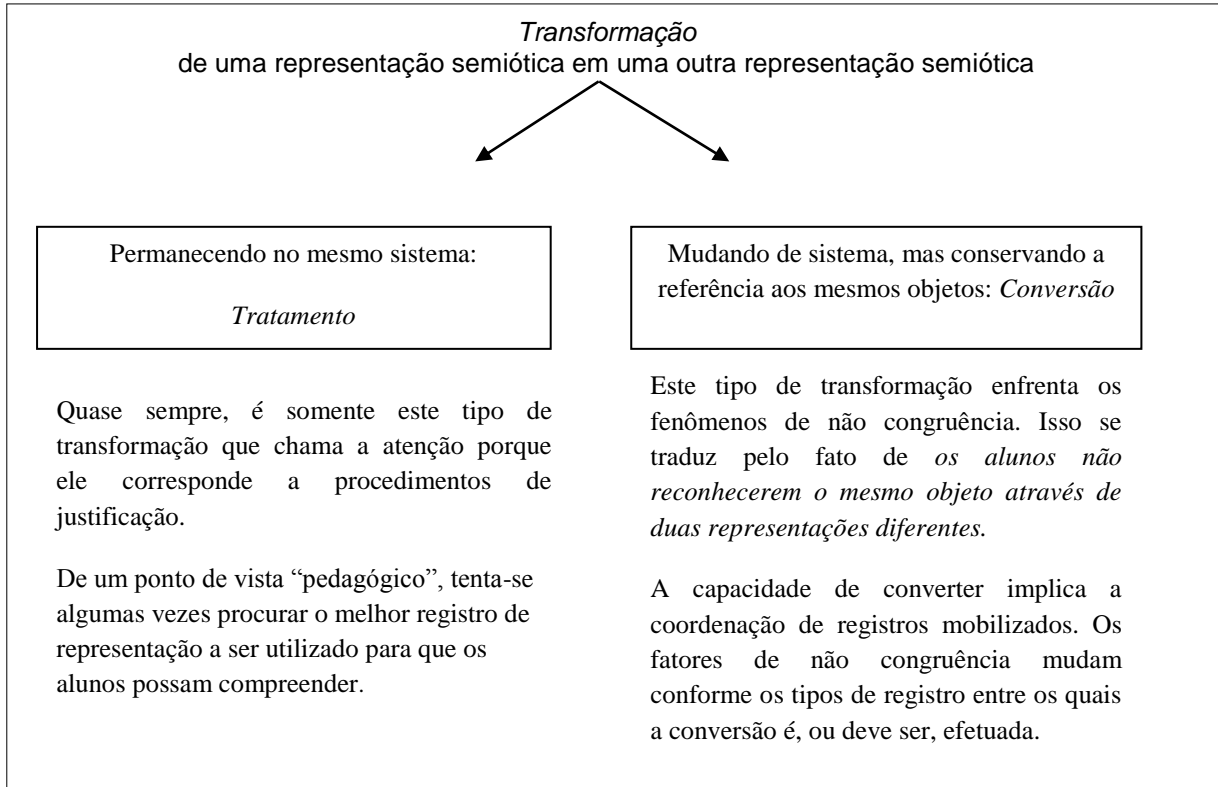 Transformação
de uma representação semiótica em uma outra representação semiótica
Permanecendo no mesmo sistema:
Tratamento
Quase sempre, é somente este tipo de
transformação que chama a atenção porque
ele corresponde a procedimentos de
justificação.
De um ponto de vista “pedagógico”, tenta-se
algumas vezes procurar o melhor registro de
representação a ser utilizado para que os
alunos possam compreender.
Mudando de sistema, mas conservando a
referência aos mesmos objetos: Conversão
Este tipo de transformação enfrenta os
fenômenos de não congruência. Isso se
traduz pelo fato de os alunos não
reconhecerem o mesmo objeto através de
duas representações diferentes.
A capacidade de converter implica a
coordenação de registros mobilizados. Os
fatores de não congruência mudam
conforme os tipos de registro entre os quais
a conversão é, ou deve ser, efetuada.